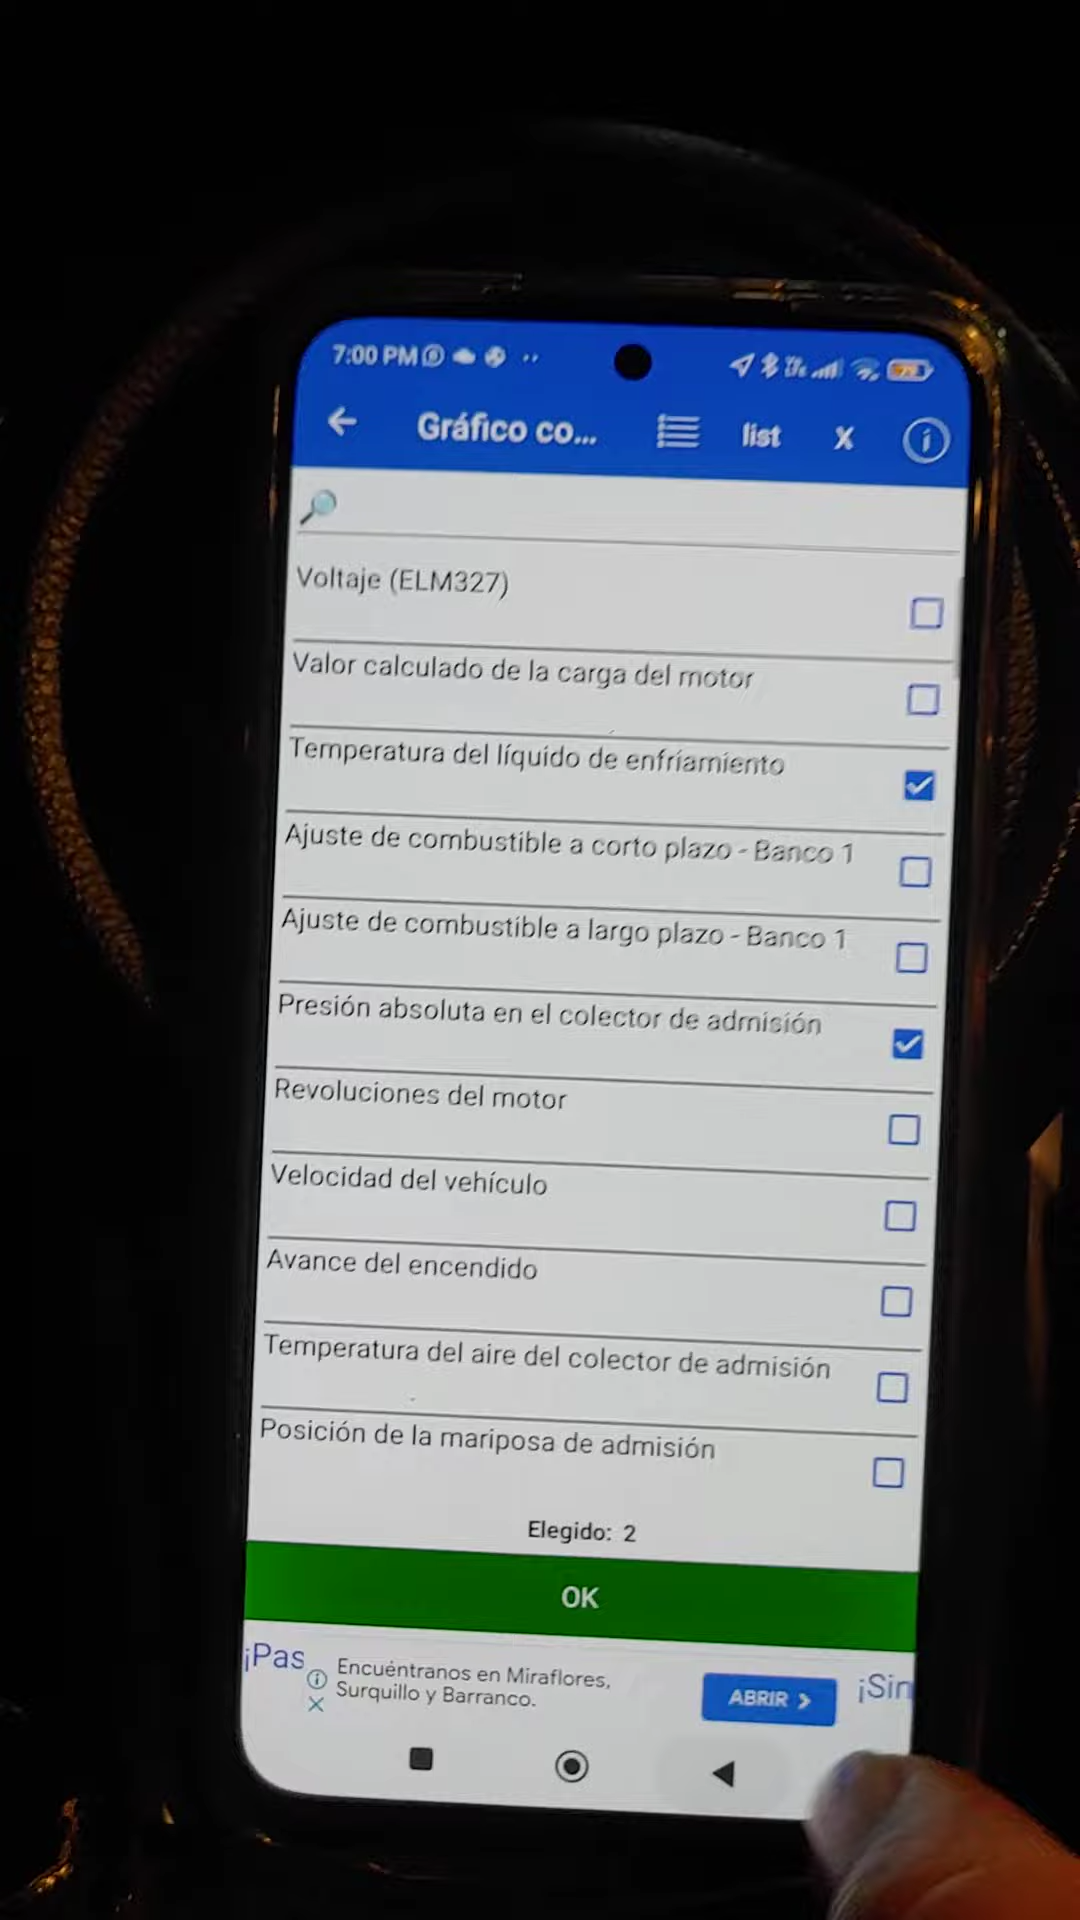 7:00 PM
Gráfico co...
list
X
Voltaje (ELM327)
Valor calculado de la carga del motor
Temperatura del líquido de enfriamiento
Ajuste de combustible a corto plazo - Banco 1
Ajuste de combustible a largo plazo - Banco 1
Presión absoluta en el colector de admisión
Revoluciones del motor
Velocidad del vehículo
Avance del encendido
Temperatura del aire del colector de admisión
Posición de la mariposa de admisión
Elegido: 2
OK
¡Pas
Encuéntranos en Miraflores,
Surquillo y Barranco.
ABRIR
¡Sin